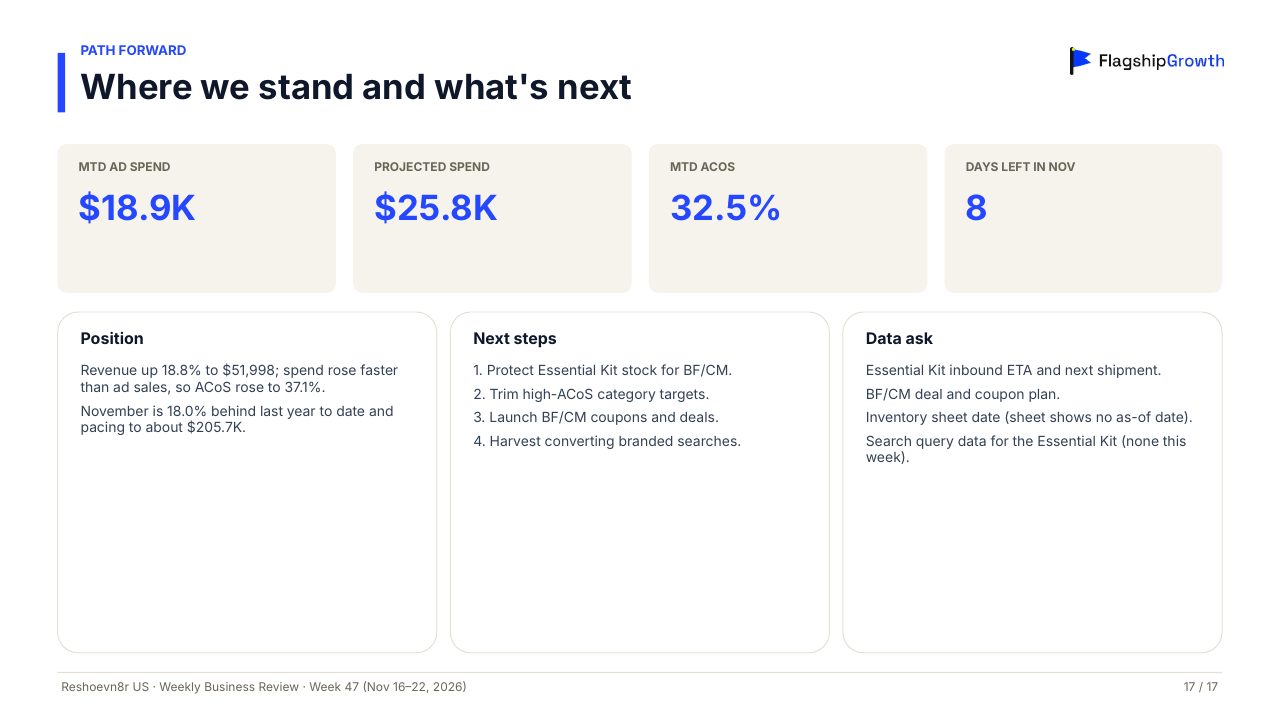 PATH FORWARD
Where we stand and what's next
FlagshipGrowth
MTD AD SPEND
$18.9K
PROJECTED SPEND
$25.8K
MTD ACOS
32.5%
DAYS LEFT IN NOV
8
Position
Revenue up 18.8% to $51,998; spend rose faster
than ad sales, so ACoS rose to 37.1%.
November is 18.0% behind last year to date and
pacing to about $205.7K.
Next steps
1. Protect Essential Kit stock for BF/CM.
2. Trim high-ACoS category targets.
3. Launch BF/CM coupons and deals.
4. Harvest converting branded searches.
Data ask
Essential Kit inbound ETA and next shipment.
BF/CM deal and coupon plan.
Inventory sheet date (sheet shows no as-of date).
Search query data for the Essential Kit (none this
week).
Reshoevn8r US · Weekly Business Review · Week 47 (Nov 16–22, 2026)
17 / 17